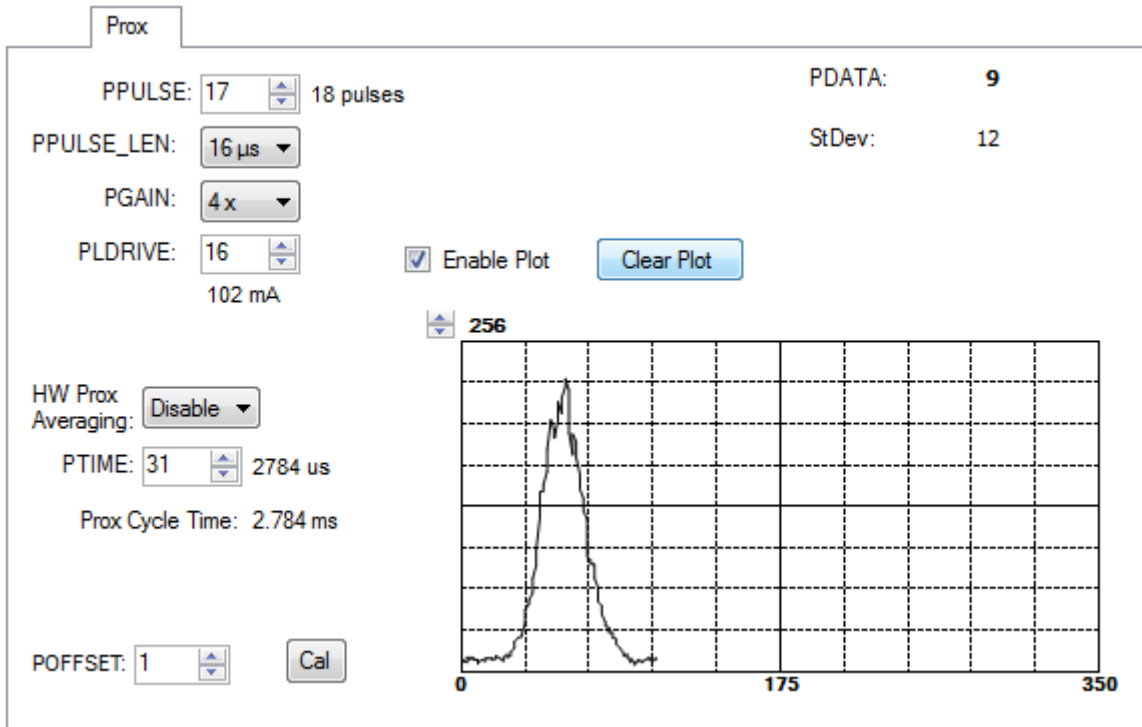 Prox
PPULSE: 17 18 pulses
PDATA: 9
PPULSE_LEN: 16 µs
StDev: 12
PGAIN: 4 x
PLDRIVE: 16
102 mA
Enable Plot
Clear Plot
256
HW Prox
Averaging: Disable
PTIME: 31 2784 us
Prox Cycle Time: 2.784 ms
POFFSET: 1
Cal
0 175 350